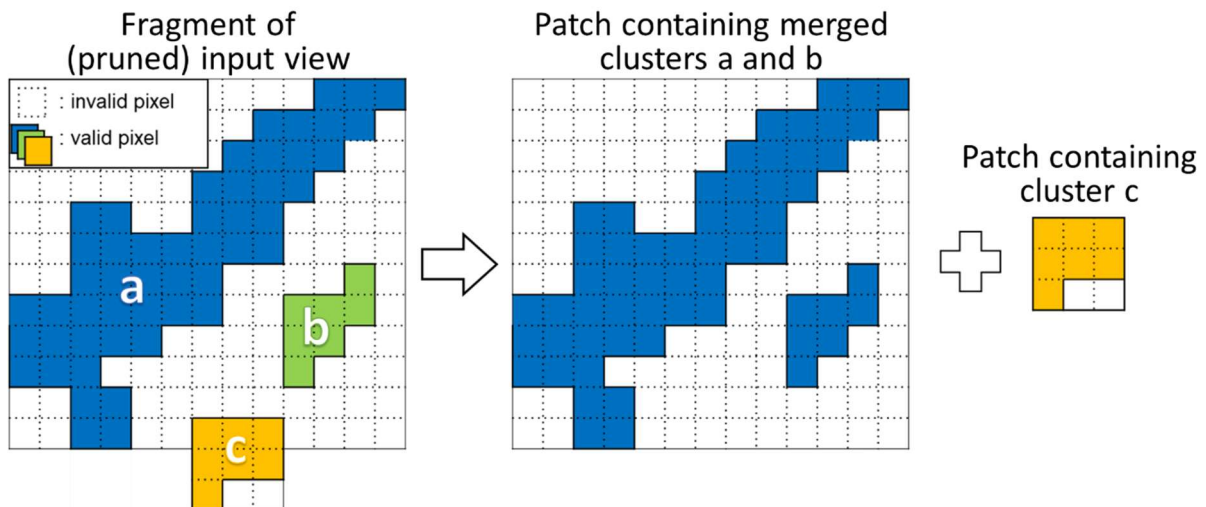 Fragment of
(pruned) input view
: invalid pixel
: valid pixel
a
b
c
Patch containing merged
clusters a and b
Patch containing
cluster c